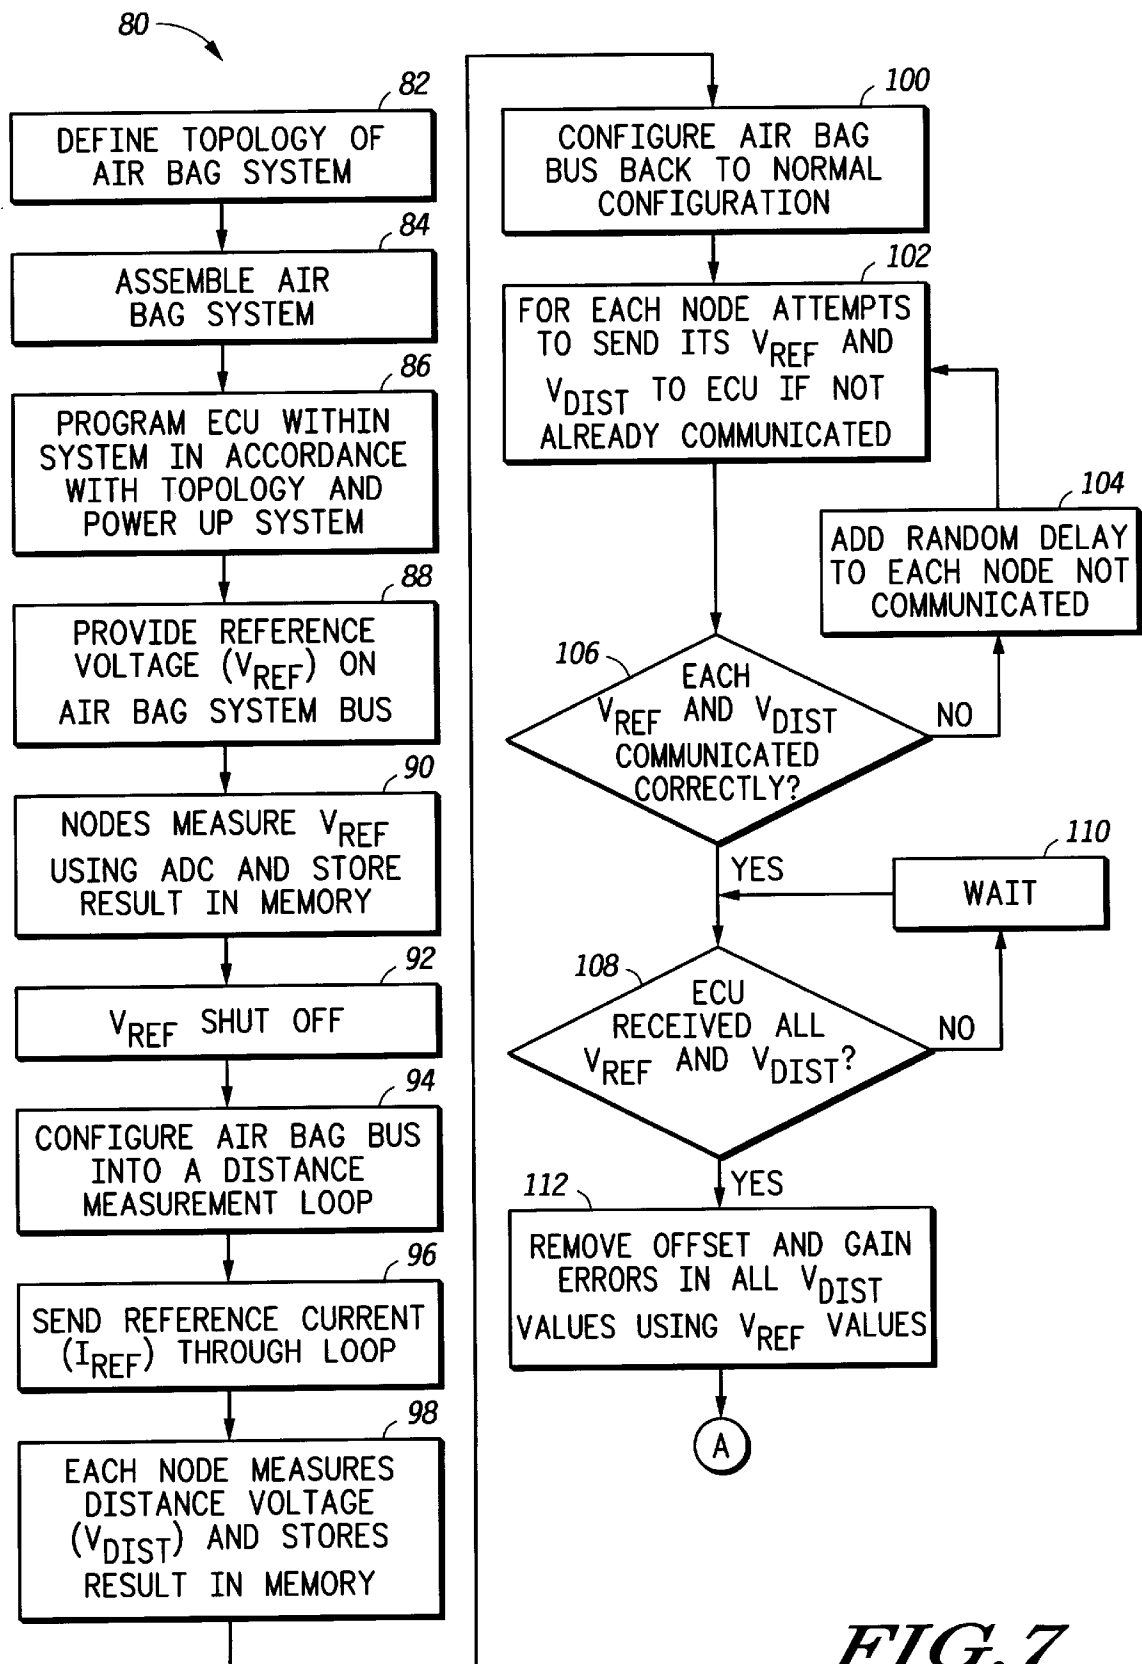 80
82
DEFINE TOPOLOGY OF
AIR BAG SYSTEM
84
ASSEMBLE AIR
BAG SYSTEM
86
PROGRAM ECU WITHIN
SYSTEM IN ACCORDANCE
WITH TOPOLOGY AND
POWER UP SYSTEM
88
PROVIDE REFERENCE
VOLTAGE (VREF) ON
AIR BAG SYSTEM BUS
90
NODES MEASURE VREF
USING ADC AND STORE
RESULT IN MEMORY
92
VREF SHUT OFF
94
CONFIGURE AIR BAG BUS
INTO A DISTANCE
MEASUREMENT LOOP
96
SEND REFERENCE CURRENT
(IREF) THROUGH LOOP
98
EACH NODE MEASURES
DISTANCE VOLTAGE
(VDIST) AND STORES
RESULT IN MEMORY
100
CONFIGURE AIR BAG
BUS BACK TO NORMAL
CONFIGURATION
102
FOR EACH NODE ATTEMPTS
TO SEND ITS VREF AND
VDIST TO ECU IF NOT
ALREADY COMMUNICATED
104
ADD RANDOM DELAY
TO EACH NODE NOT
COMMUNICATED
106
EACH
VREF AND VDIST
COMMUNICATED
CORRECTLY?
NO
YES
110
WAIT
108
ECU
RECEIVED ALL
VREF AND VDIST?
NO
YES
112
REMOVE OFFSET AND GAIN
ERRORS IN ALL VDIST
VALUES USING VREF VALUES
A
FIG.7